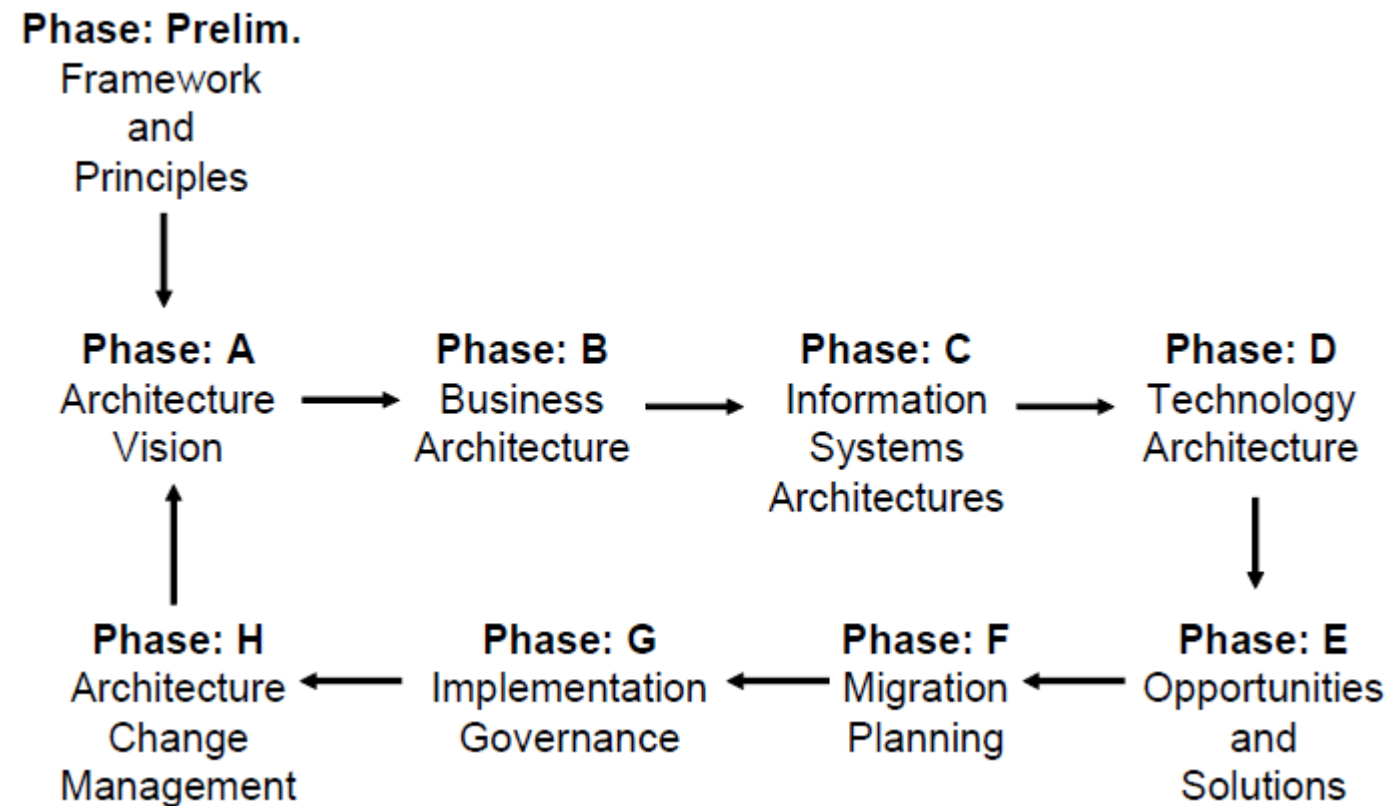 Phase: Prelim.
Framework
and
Principles
Phase: A
Architecture
Vision
Phase: B
Business
Architecture
Phase: C
Information
Systems
Architectures
Phase: D
Technology
Architecture
Phase: H
Architecture
Change
Management
Phase: G
Implementation
Governance
Phase: F
Migration
Planning
Phase: E
Opportunities
and
Solutions